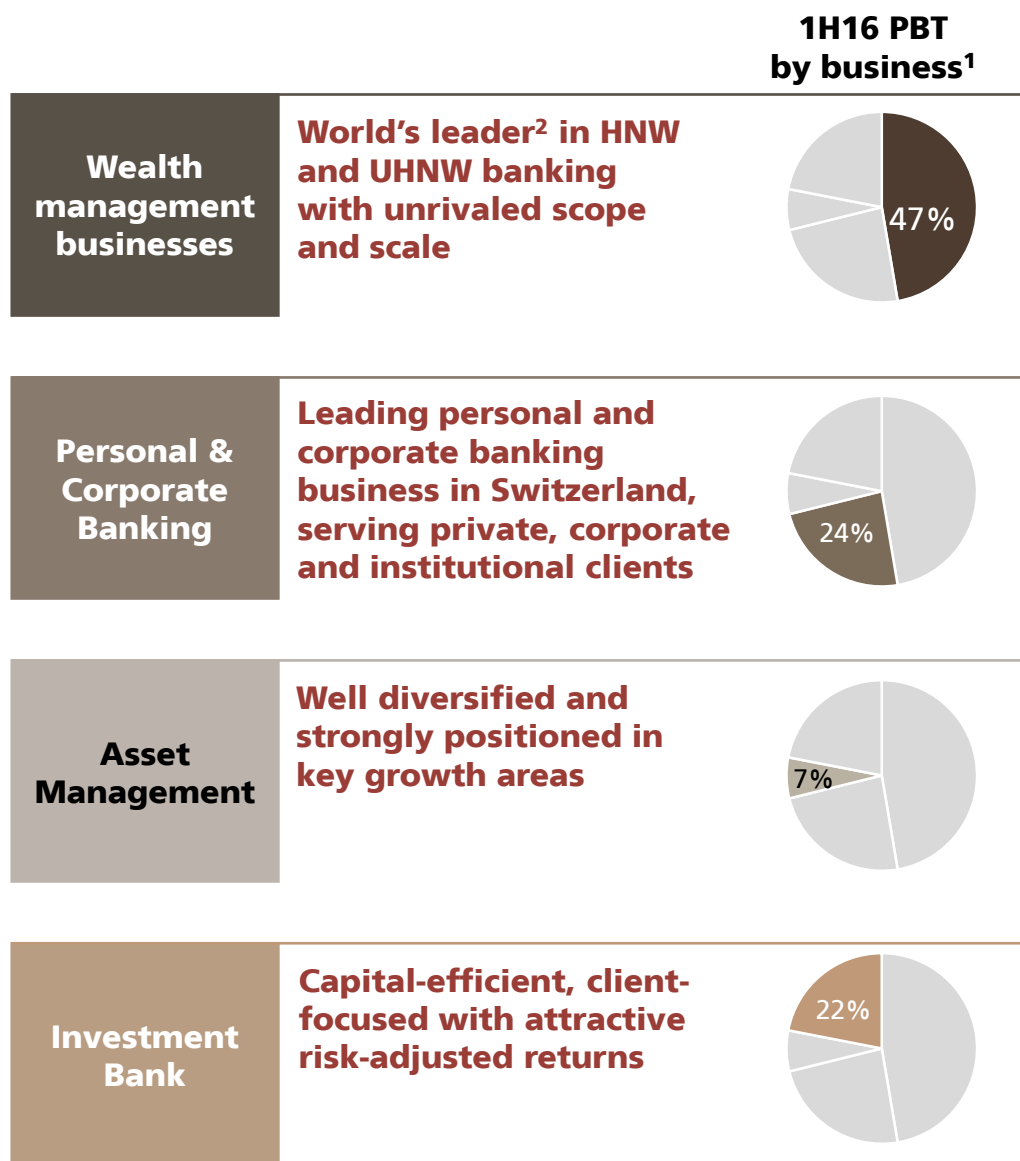 1H16 PBT
by business¹
Wealth
management
businesses
World's leader² in HNW
and UHNW banking
with unrivaled scope
and scale
47%
Personal &
Corporate
Banking
Leading personal and
corporate banking
business in Switzerland,
serving private, corporate
and institutional clients
24%
Asset
Management
Well diversified and
strongly positioned in
key growth areas
7%
Investment
Bank
Capital-efficient, client-
focused with attractive
risk-adjusted returns
22%